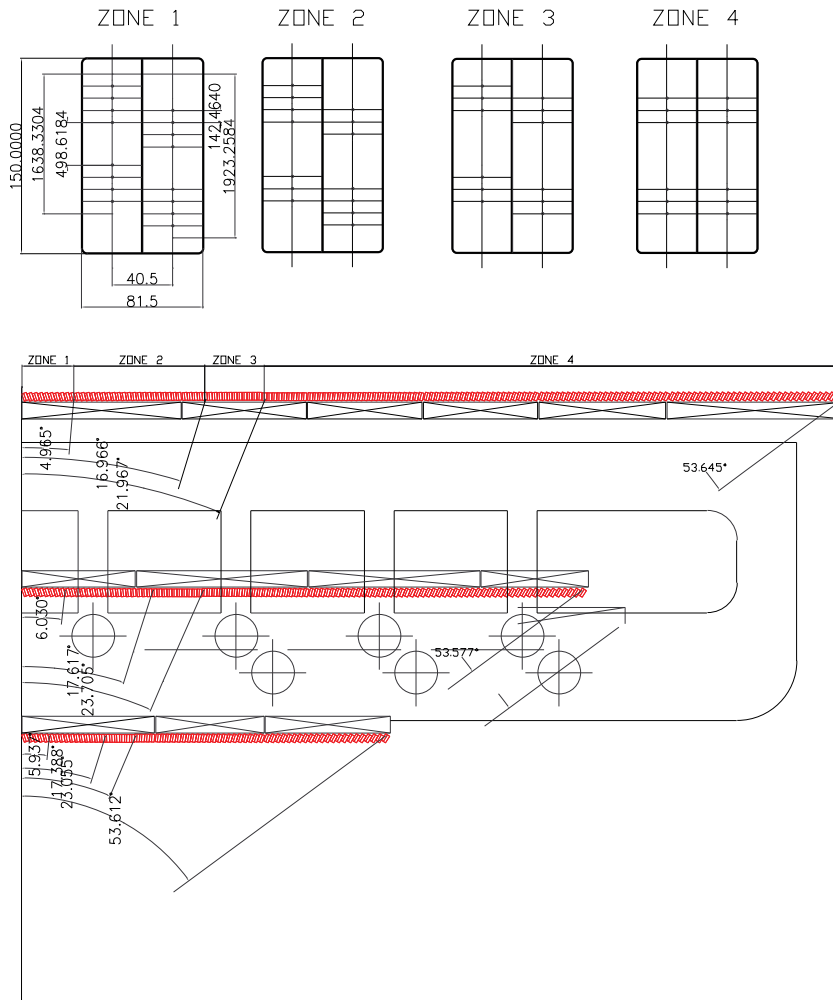 ZONE 1
ZONE 2
ZONE 3
ZONE 4
150.0000
1638.3304
498.6184
142.4640
1923.2584
40.5
81.5
ZONE 1
ZONE 2
ZONE 3
ZONE 4
4.965°
16.966°
21.967°
53.645°
6.030°
17.617°
23.705°
53.577°
5.937°
17.388°
23.055°
53.612°